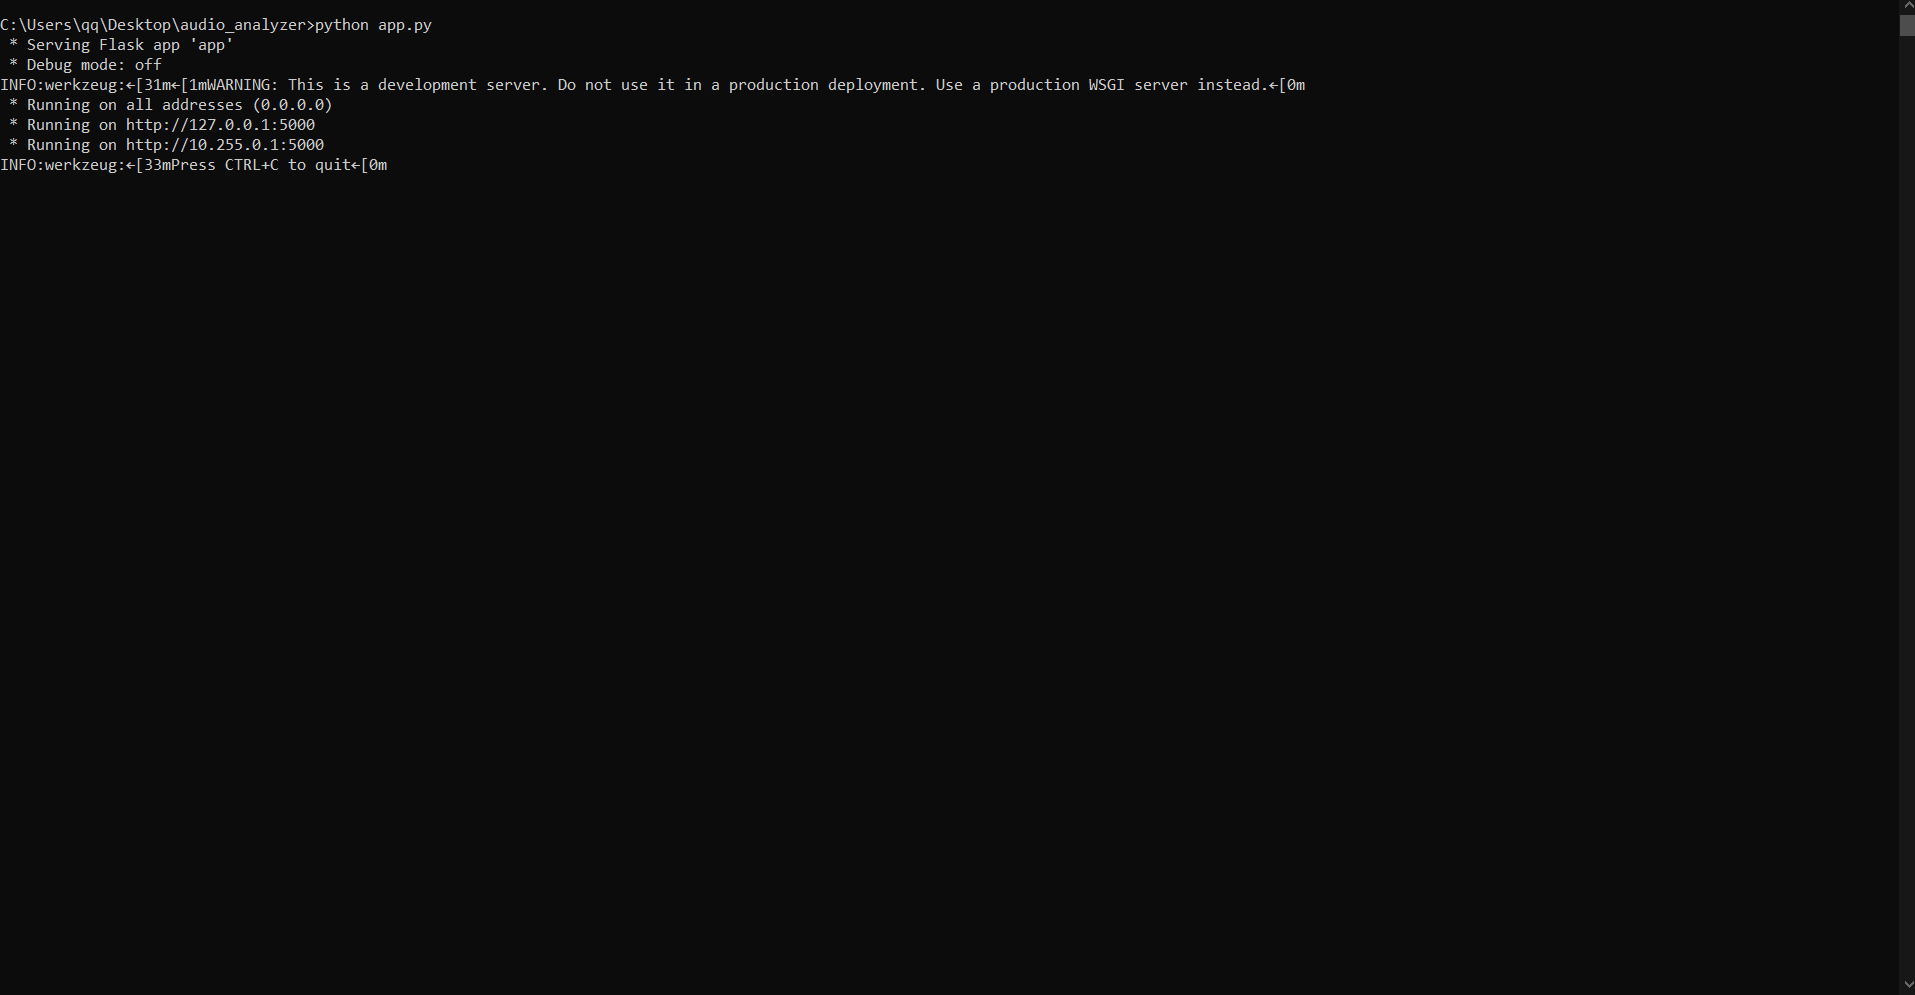 C:\Users\qq\Desktop\audio_analyzer>python app.py
 * Serving Flask app 'app'
 * Debug mode: off
INFO:werkzeug:←[31m←[1mWARNING: This is a development server. Do not use it in a production deployment. Use a production WSGI server instead.←[0m
 * Running on all addresses (0.0.0.0)
 * Running on http://127.0.0.1:5000
 * Running on http://10.255.0.1:5000
INFO:werkzeug:←[33mPress CTRL+C to quit←[0m